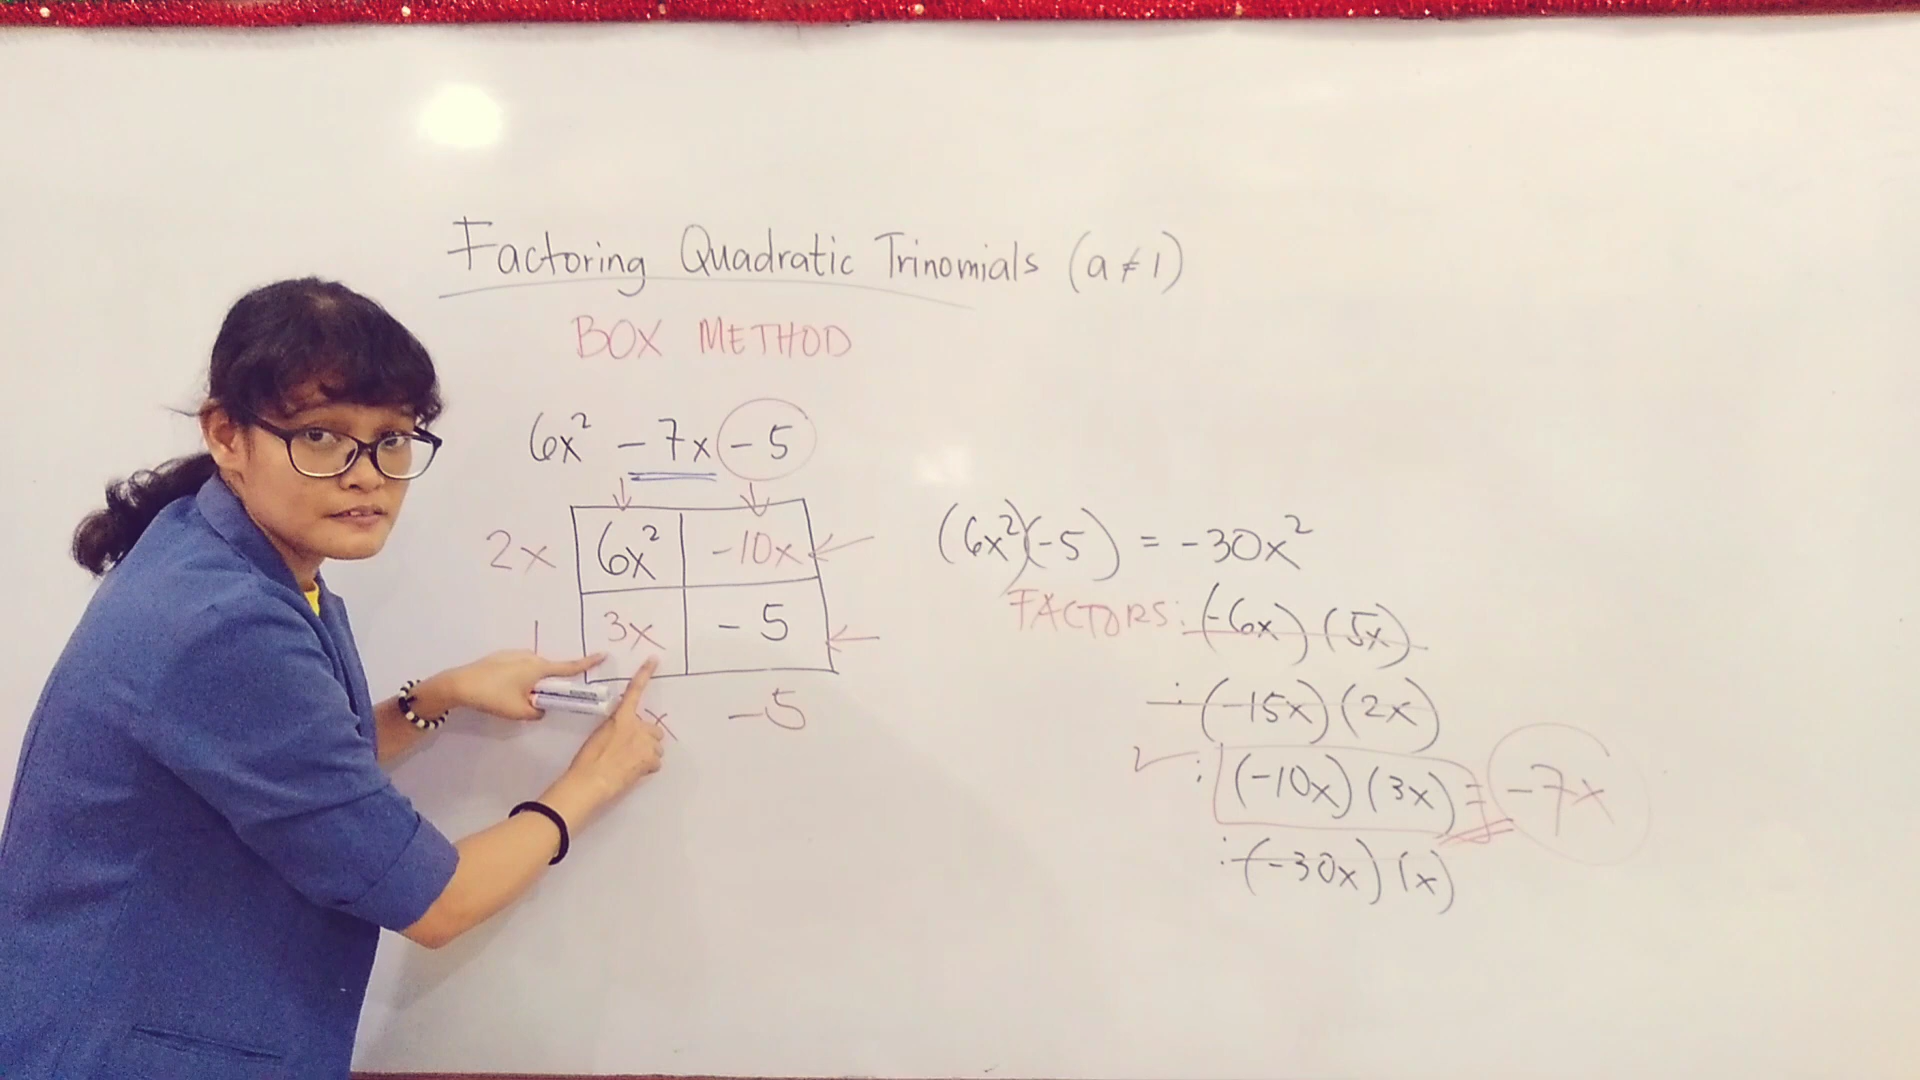 Factoring Quadratic Trinomials (a ≠ 1)
BOX METHOD
6x² - 7x - 5
2x 6x² -10x
1 3x -5
x -5
(6x²)(-5) = -30x²
FACTORS: (-6x)(5x)
: (-15x)(2x)
✓ : (-10x)(3x) = -7x
: (-30x)(x)